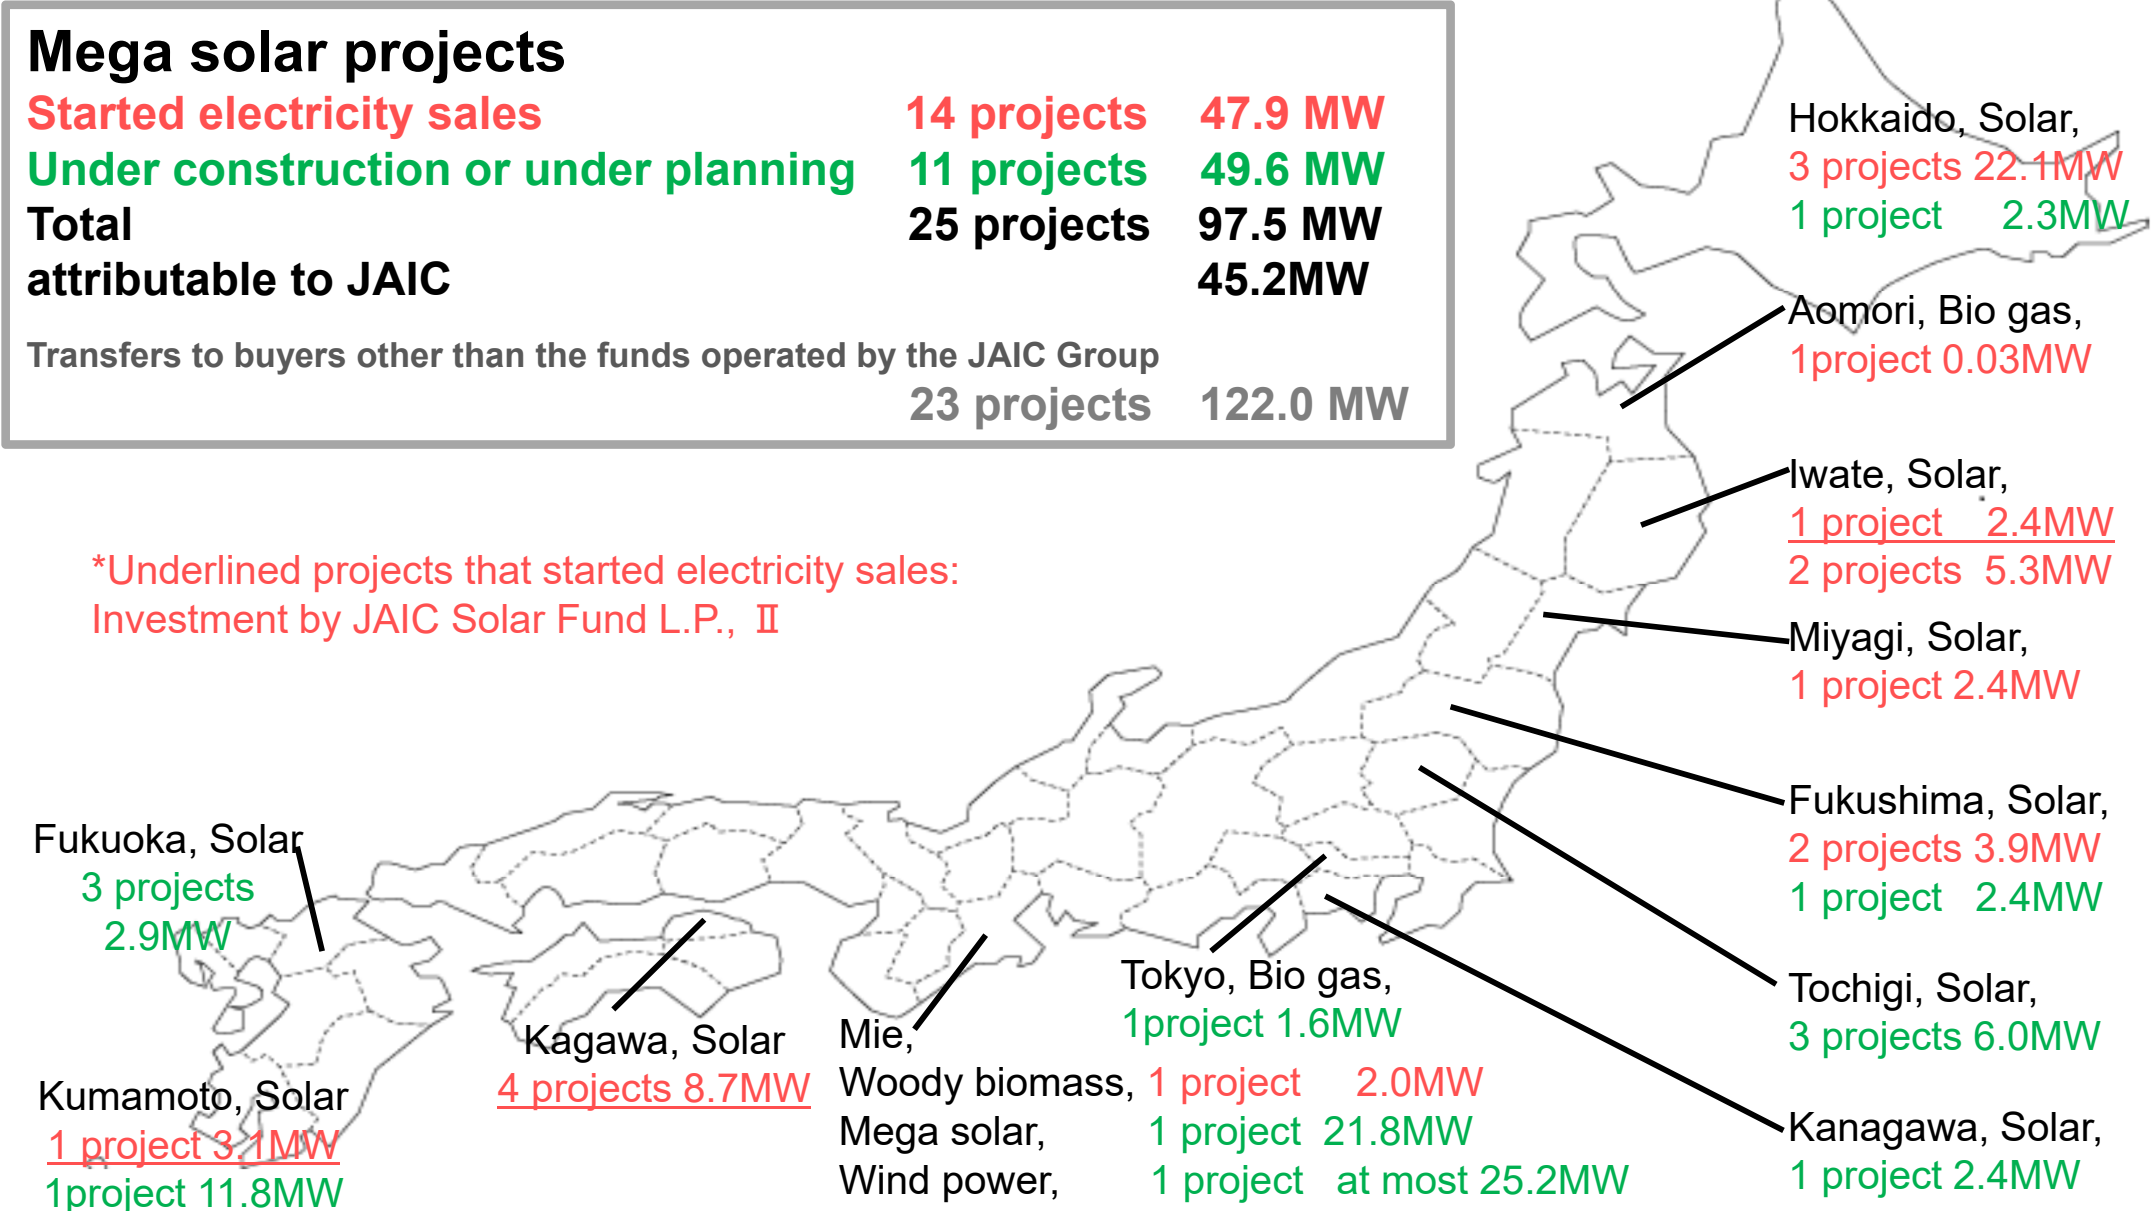 Mega solar projects
Started electricity sales 14 projects 47.9 MW
Under construction or under planning 11 projects 49.6 MW
Total 25 projects 97.5 MW
attributable to JAIC 45.2MW
Transfers to buyers other than the funds operated by the JAIC Group
23 projects 122.0 MW
*Underlined projects that started electricity sales:
Investment by JAIC Solar Fund L.P., Ⅱ
Hokkaido, Solar,
3 projects 22.1MW
1 project 2.3MW
Aomori, Bio gas,
1project 0.03MW
Iwate, Solar,
1 project 2.4MW
2 projects 5.3MW
Miyagi, Solar,
1 project 2.4MW
Fukushima, Solar,
2 projects 3.9MW
1 project 2.4MW
Tochigi, Solar,
3 projects 6.0MW
Kanagawa, Solar,
1 project 2.4MW
Tokyo, Bio gas,
1project 1.6MW
Mie,
Woody biomass, 1 project 2.0MW
Mega solar, 1 project 21.8MW
Wind power, 1 project at most 25.2MW
Kagawa, Solar
4 projects 8.7MW
Fukuoka, Solar
3 projects
2.9MW
Kumamoto, Solar
1 project 3.1MW
1project 11.8MW